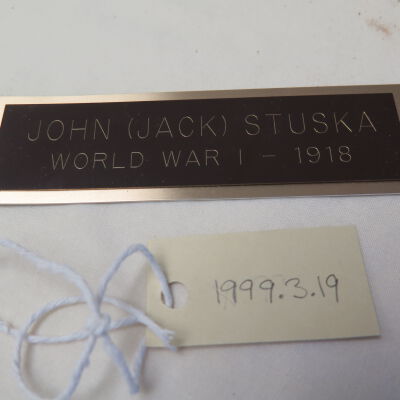 JOHN (JACK) STUSKA
WORLD WAR I - 1918
1999.3.19